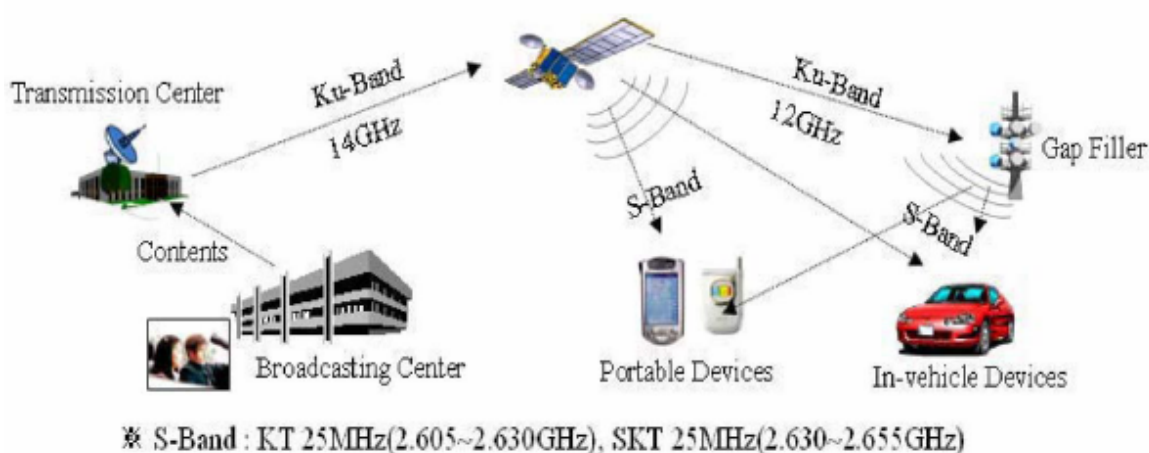 Transmission Center
Ku-Band
14GHz
Ku-Band
12GHz
Gap Filler
S-Band
S-Band
Contents
Broadcasting Center
Portable Devices
In-vehicle Devices
※ S-Band : KT 25MHz(2.605~2.630GHz), SKT 25MHz(2.630~2.655GHz)